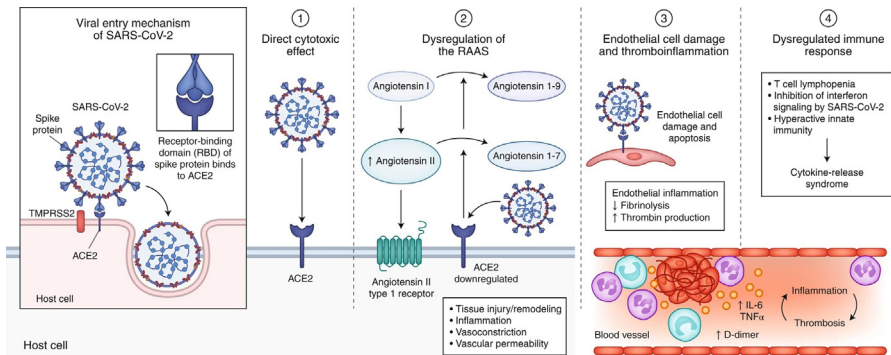 Viral entry mechanism
of SARS-CoV-2
SARS-CoV-2
Spike
protein
Receptor-binding
domain (RBD) of
spike protein binds
to ACE2
TMPRSS2
ACE2
Host cell
Host cell
1
Direct cytotoxic
effect
ACE2
2
Dysregulation of
the RAAS
Angiotensin I
Angiotensin 1-9
↑ Angiotensin II
Angiotensin 1-7
Angiotensin II
type 1 receptor
ACE2
downregulated
• Tissue injury/remodeling
• Inflammation
• Vasoconstriction
• Vascular permeability
3
Endothelial cell damage
and thromboinflammation
Endothelial cell
damage and
apoptosis
Endothelial inflammation
↓ Fibrinolysis
↑ Thrombin production
4
Dysregulated immune
response
• T cell lymphopenia
• Inhibition of interferon
signaling by SARS-CoV-2
• Hyperactive innate
immunity
Cytokine-release
syndrome
↑ IL-6
TNFα
↑ D-dimer
Blood vessel
Inflammation
Thrombosis